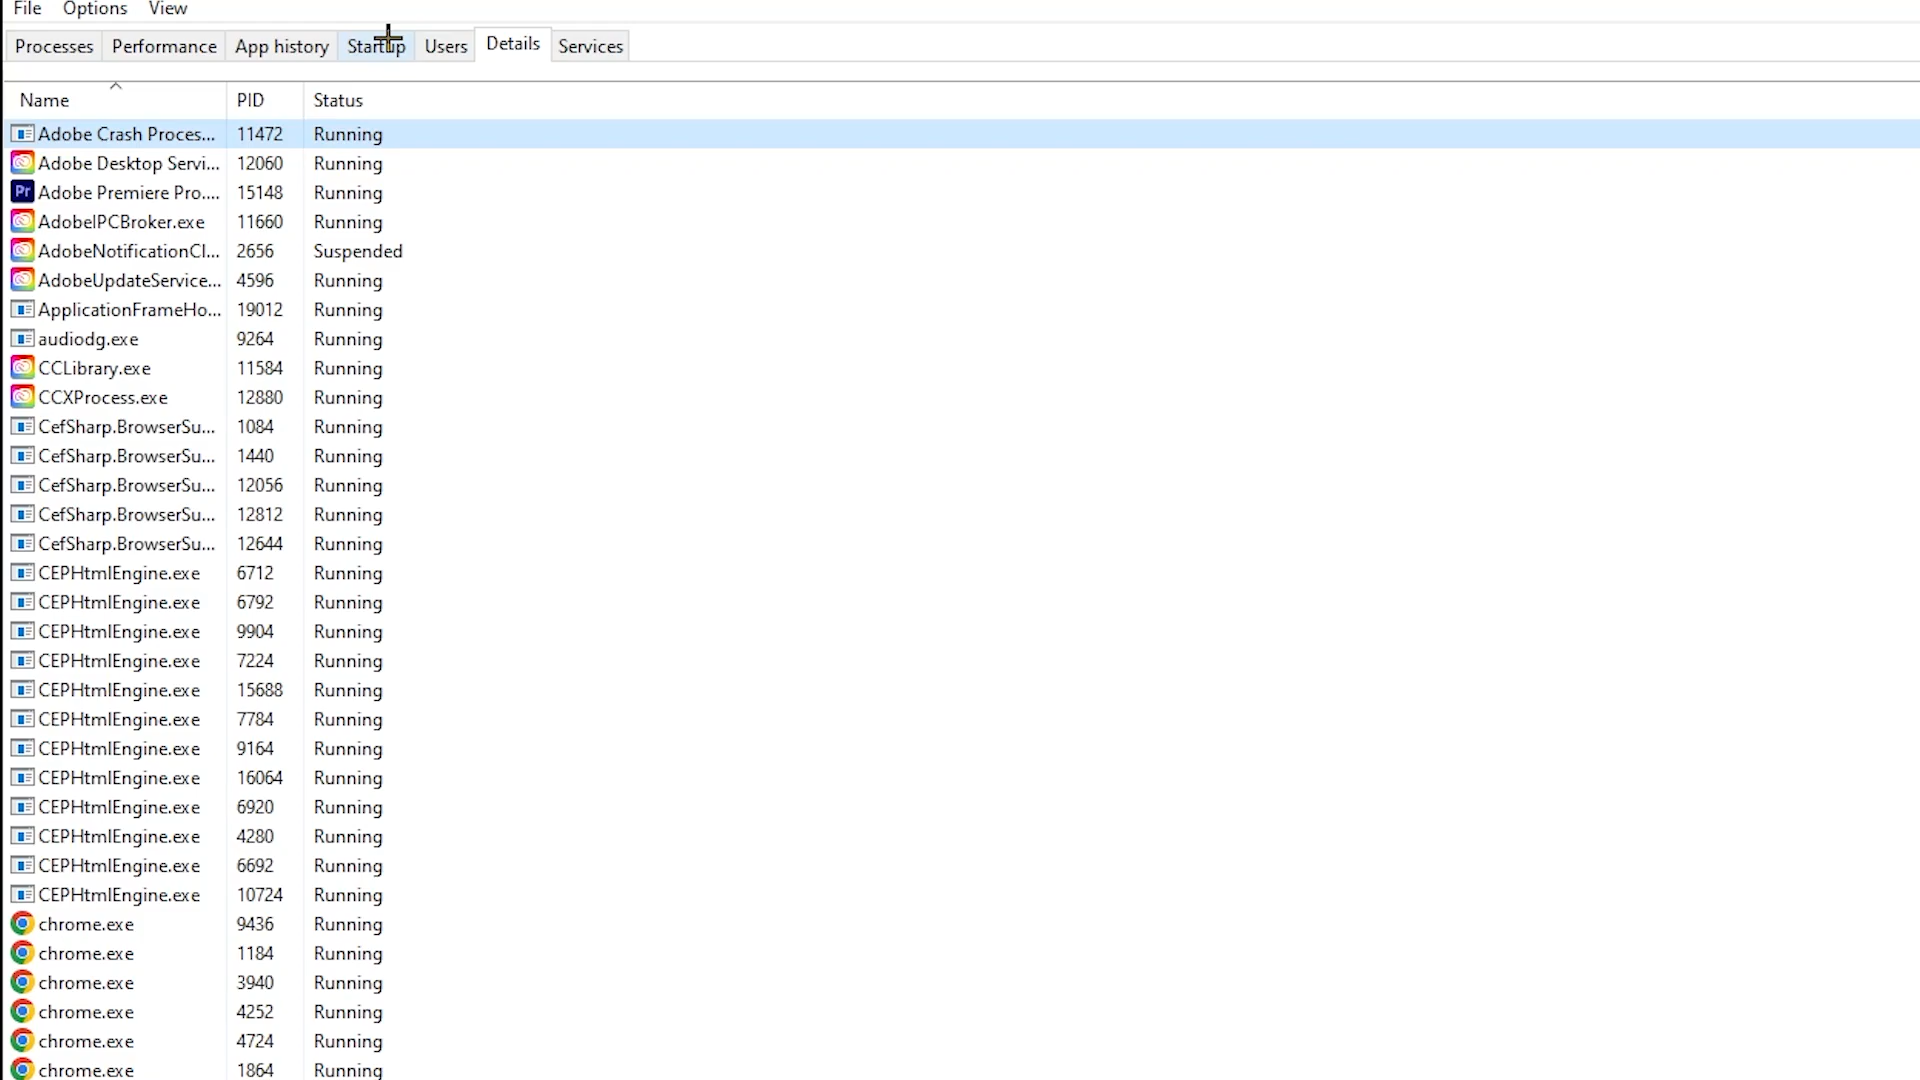 File Options View
Processes Performance App history Startup Users Details Services
Name PID Status
Adobe Crash Proces... 11472 Running
Adobe Desktop Servi... 12060 Running
Pr Adobe Premiere Pro.... 15148 Running
AdobeIPCBroker.exe 11660 Running
AdobeNotificationCl... 2656 Suspended
AdobeUpdateService... 4596 Running
ApplicationFrameHo... 19012 Running
audiodg.exe 9264 Running
CCLibrary.exe 11584 Running
CCXProcess.exe 12880 Running
CefSharp.BrowserSu... 1084 Running
CefSharp.BrowserSu... 1440 Running
CefSharp.BrowserSu... 12056 Running
CefSharp.BrowserSu... 12812 Running
CefSharp.BrowserSu... 12644 Running
CEPHtmlEngine.exe 6712 Running
CEPHtmlEngine.exe 6792 Running
CEPHtmlEngine.exe 9904 Running
CEPHtmlEngine.exe 7224 Running
CEPHtmlEngine.exe 15688 Running
CEPHtmlEngine.exe 7784 Running
CEPHtmlEngine.exe 9164 Running
CEPHtmlEngine.exe 16064 Running
CEPHtmlEngine.exe 6920 Running
CEPHtmlEngine.exe 4280 Running
CEPHtmlEngine.exe 6692 Running
CEPHtmlEngine.exe 10724 Running
chrome.exe 9436 Running
chrome.exe 1184 Running
chrome.exe 3940 Running
chrome.exe 4252 Running
chrome.exe 4724 Running
chrome.exe 1864 Running